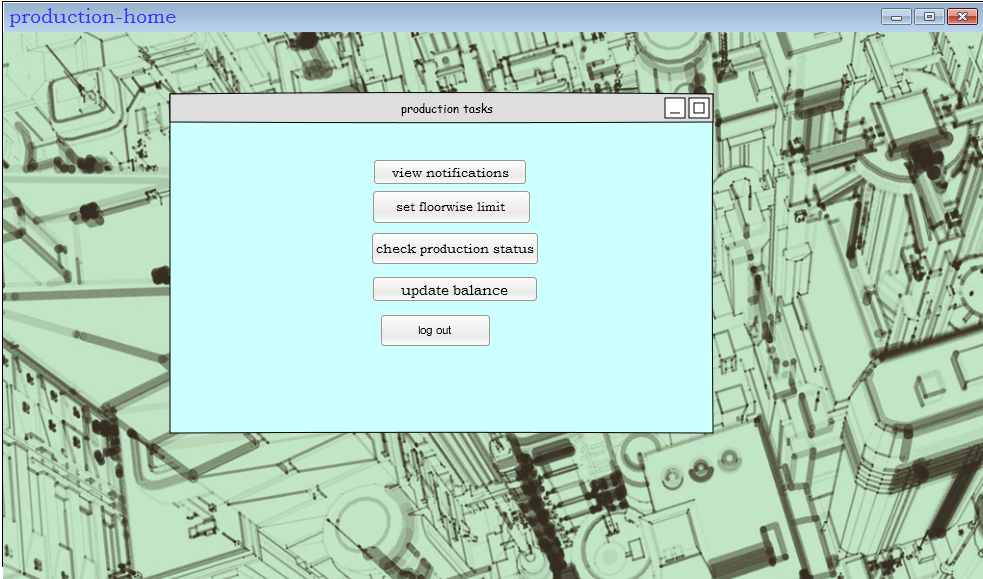 production-home
production tasks
view notifications
set floorwise limit
check production status
update balance
log out